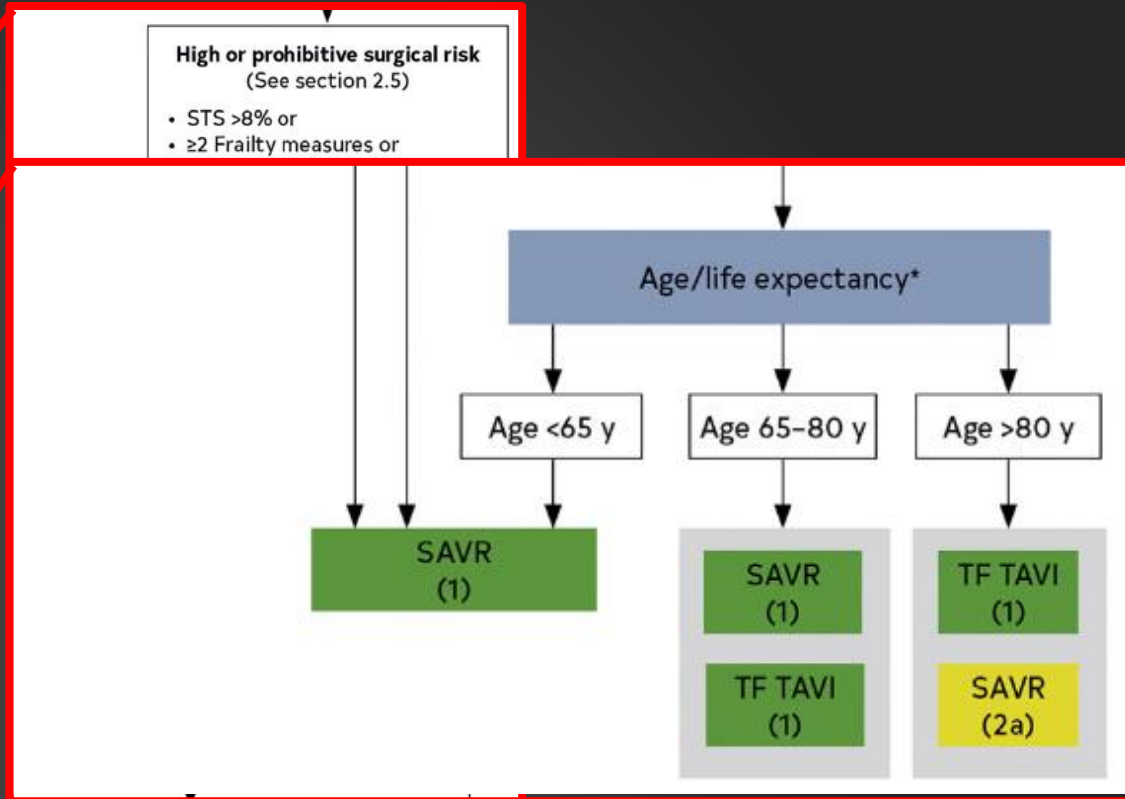 High or prohibitive surgical risk
(See section 2.5)
• STS >8% or
• ≥2 Frailty measures or
Age/life expectancy*
Age <65 y
Age 65–80 y
Age >80 y
SAVR
(1)
SAVR
(1)
TF TAVI
(1)
TF TAVI
(1)
SAVR
(2a)